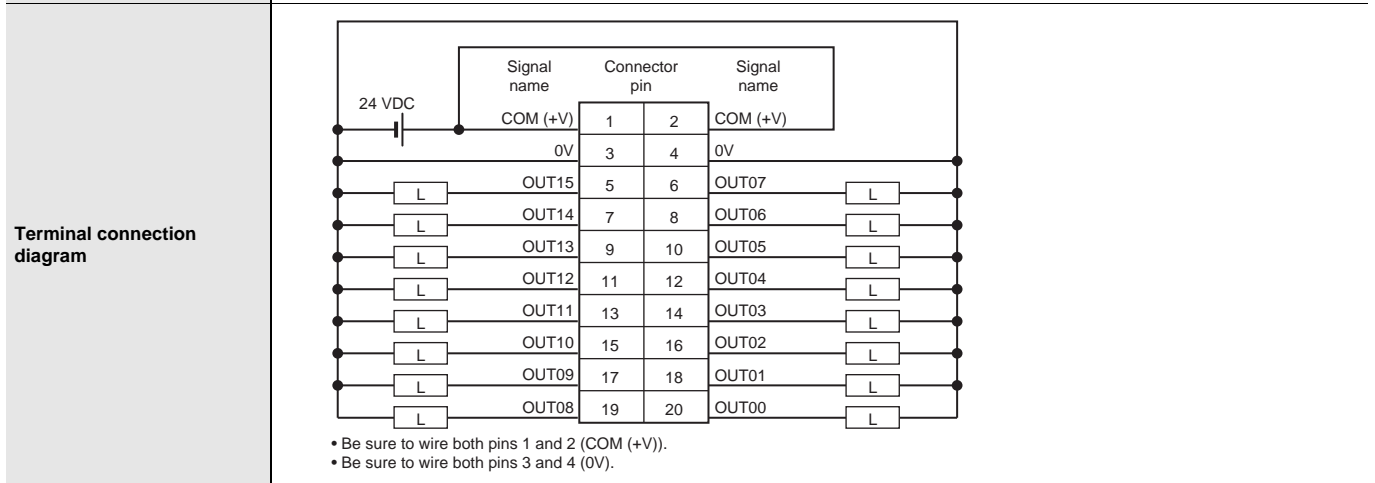 Terminal connection
diagram
Signal name Connector pin Signal name
24 VDC
COM (+V) 1 2 COM (+V)
0V 3 4 0V
L OUT15 5 6 OUT07 L
L OUT14 7 8 OUT06 L
L OUT13 9 10 OUT05 L
L OUT12 11 12 OUT04 L
L OUT11 13 14 OUT03 L
L OUT10 15 16 OUT02 L
L OUT09 17 18 OUT01 L
L OUT08 19 20 OUT00 L
• Be sure to wire both pins 1 and 2 (COM (+V)).
• Be sure to wire both pins 3 and 4 (0V).